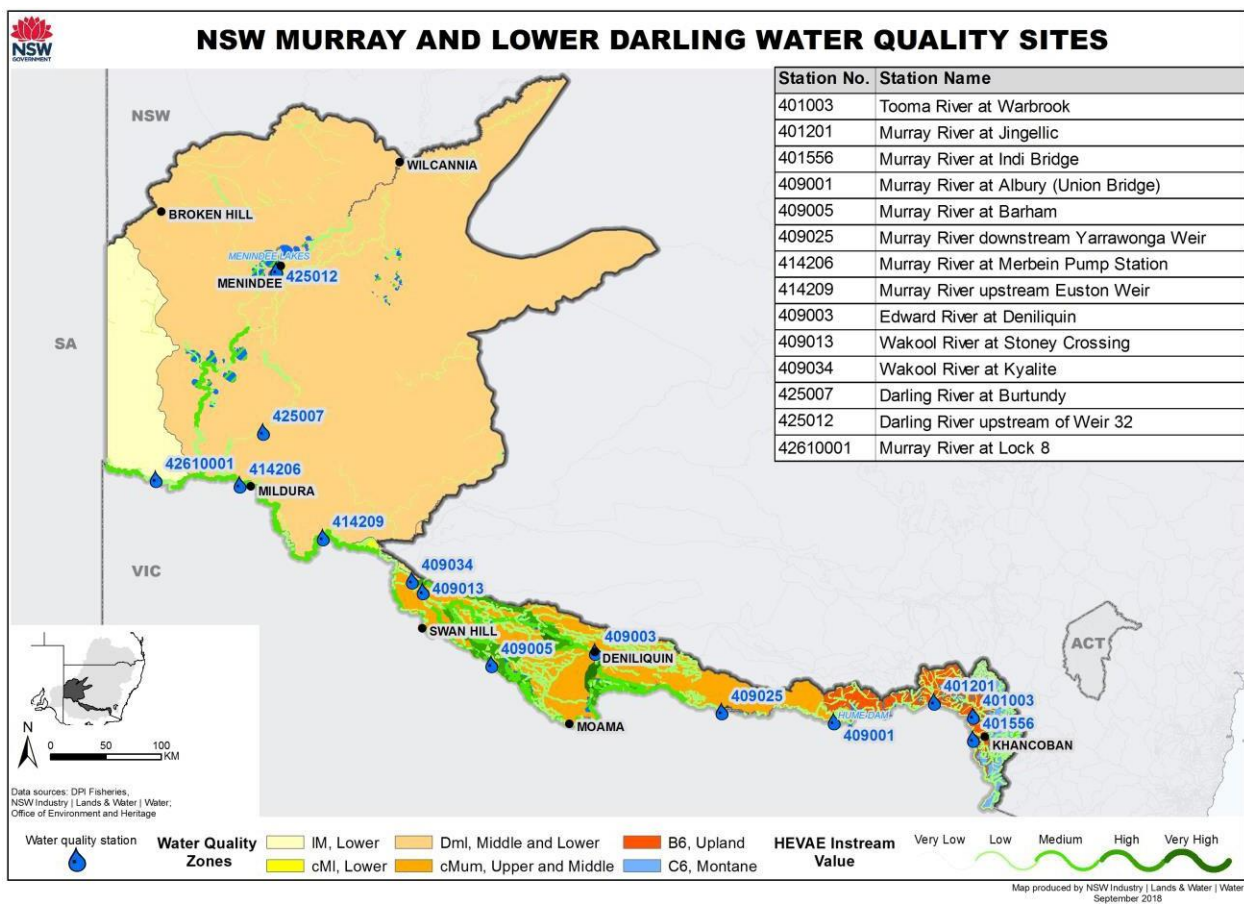 NSW
GOVERNMENT
NSW MURRAY AND LOWER DARLING WATER QUALITY SITES
Station No. Station Name
401003 Tooma River at Warbrook
401201 Murray River at Jingellic
401556 Murray River at Indi Bridge
409001 Murray River at Albury (Union Bridge)
409005 Murray River at Barham
409025 Murray River downstream Yarrawonga Weir
414206 Murray River at Merbein Pump Station
414209 Murray River upstream Euston Weir
409003 Edward River at Deniliquin
409013 Wakool River at Stoney Crossing
409034 Wakool River at Kyalite
425007 Darling River at Burtundy
425012 Darling River upstream of Weir 32
42610001 Murray River at Lock 8
NSW
WILCANNIA
BROKEN HILL
MENINDEE LAKES
MENINDEE
425012
SA
425007
42610001
414206
MILDURA
414209
VIC
409034
409013
SWAN HILL
409005
409003
DENILIQUIN
ACT
409025
MOAMA
HUME DAM
409001
401201
401003
401556
KHANCOBAN
N
0 50 100
KM
Data sources: DPI Fisheries,
NSW Industry | Lands & Water | Water;
Office of Environment and Heritage
Water quality station
Water Quality
Zones
IM, Lower
cMl, Lower
Dml, Middle and Lower
cMum, Upper and Middle
B6, Upland
C6, Montane
HEVAE Instream
Value
Very Low Low Medium High Very High
Map produced by NSW Industry | Lands & Water | Water
September 2018